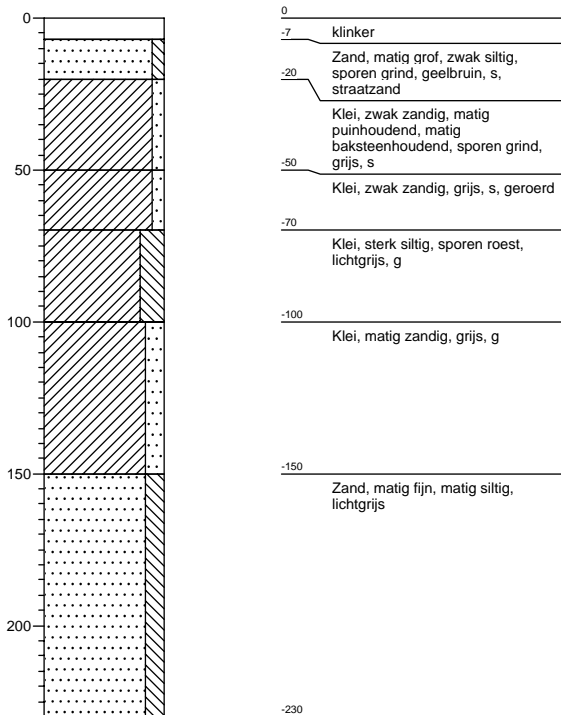 0
0
-7
klinker
Zand, matig grof, zwak siltig,
sporen grind, geelbruin, s,
straatzand
-20
Klei, zwak zandig, matig
puinhoudend, matig
baksteenhoudend, sporen grind,
grijs, s
50
-50
Klei, zwak zandig, grijs, s, geroerd
-70
Klei, sterk siltig, sporen roest,
lichtgrijs, g
100
-100
Klei, matig zandig, grijs, g
150
-150
Zand, matig fijn, matig siltig,
lichtgrijs
200
-230